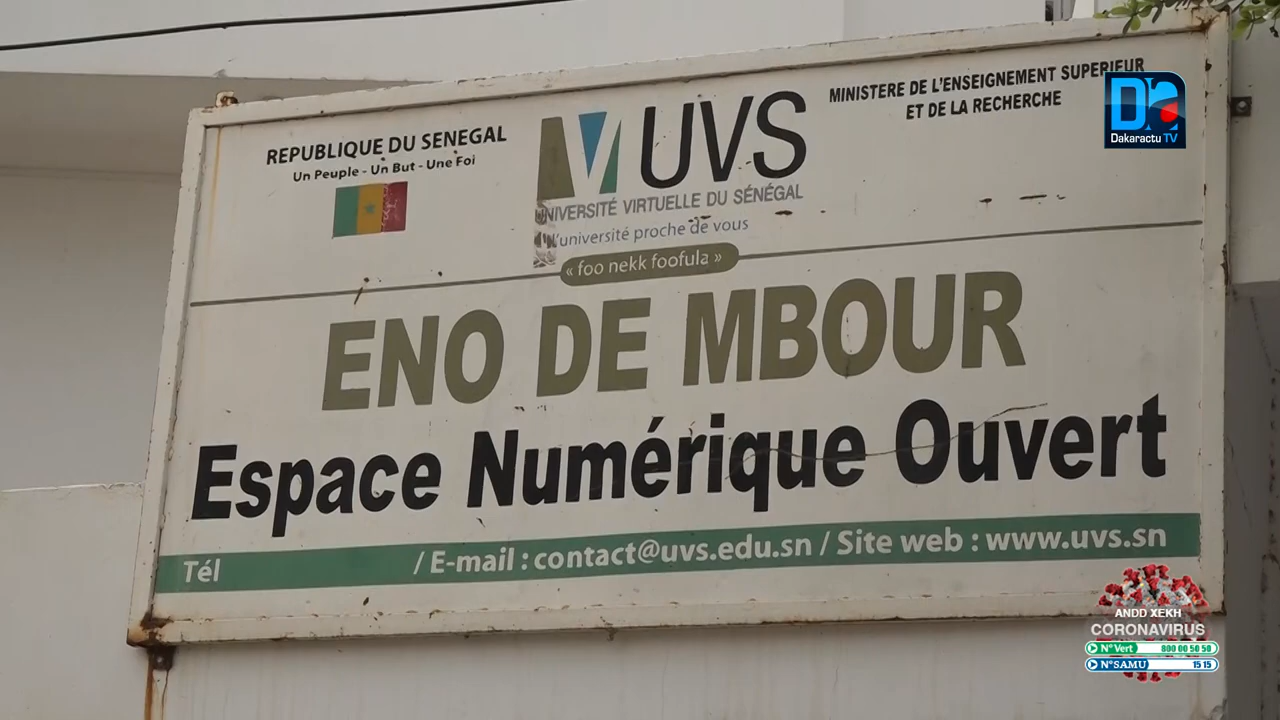 REPUBLIQUE DU SENEGAL
Un Peuple - Un But - Une Foi
UVS
UNIVERSITÉ VIRTUELLE DU SÉNÉGAL
l'université proche de vous
« foo nekk foofula »
MINISTERE DE L'ENSEIGNEMENT SUPERIEUR
ET DE LA RECHERCHE
Dakaractu TV
ENO DE MBOUR
Espace Numérique Ouvert
Tél / E-mail : contact@uvs.edu.sn / Site web : www.uvs.sn
ANDD XEKH
CORONAVIRUS
N° Vert 800 00 50 50
N°SAMU 15 15